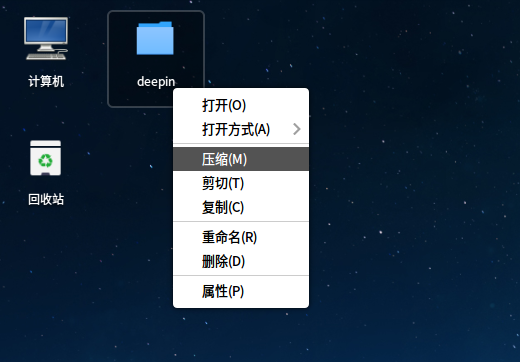 计算机
deepin
打开(O)
打开方式(A)
压缩(M)
剪切(T)
复制(C)
重命名(R)
删除(D)
属性(P)
回收站